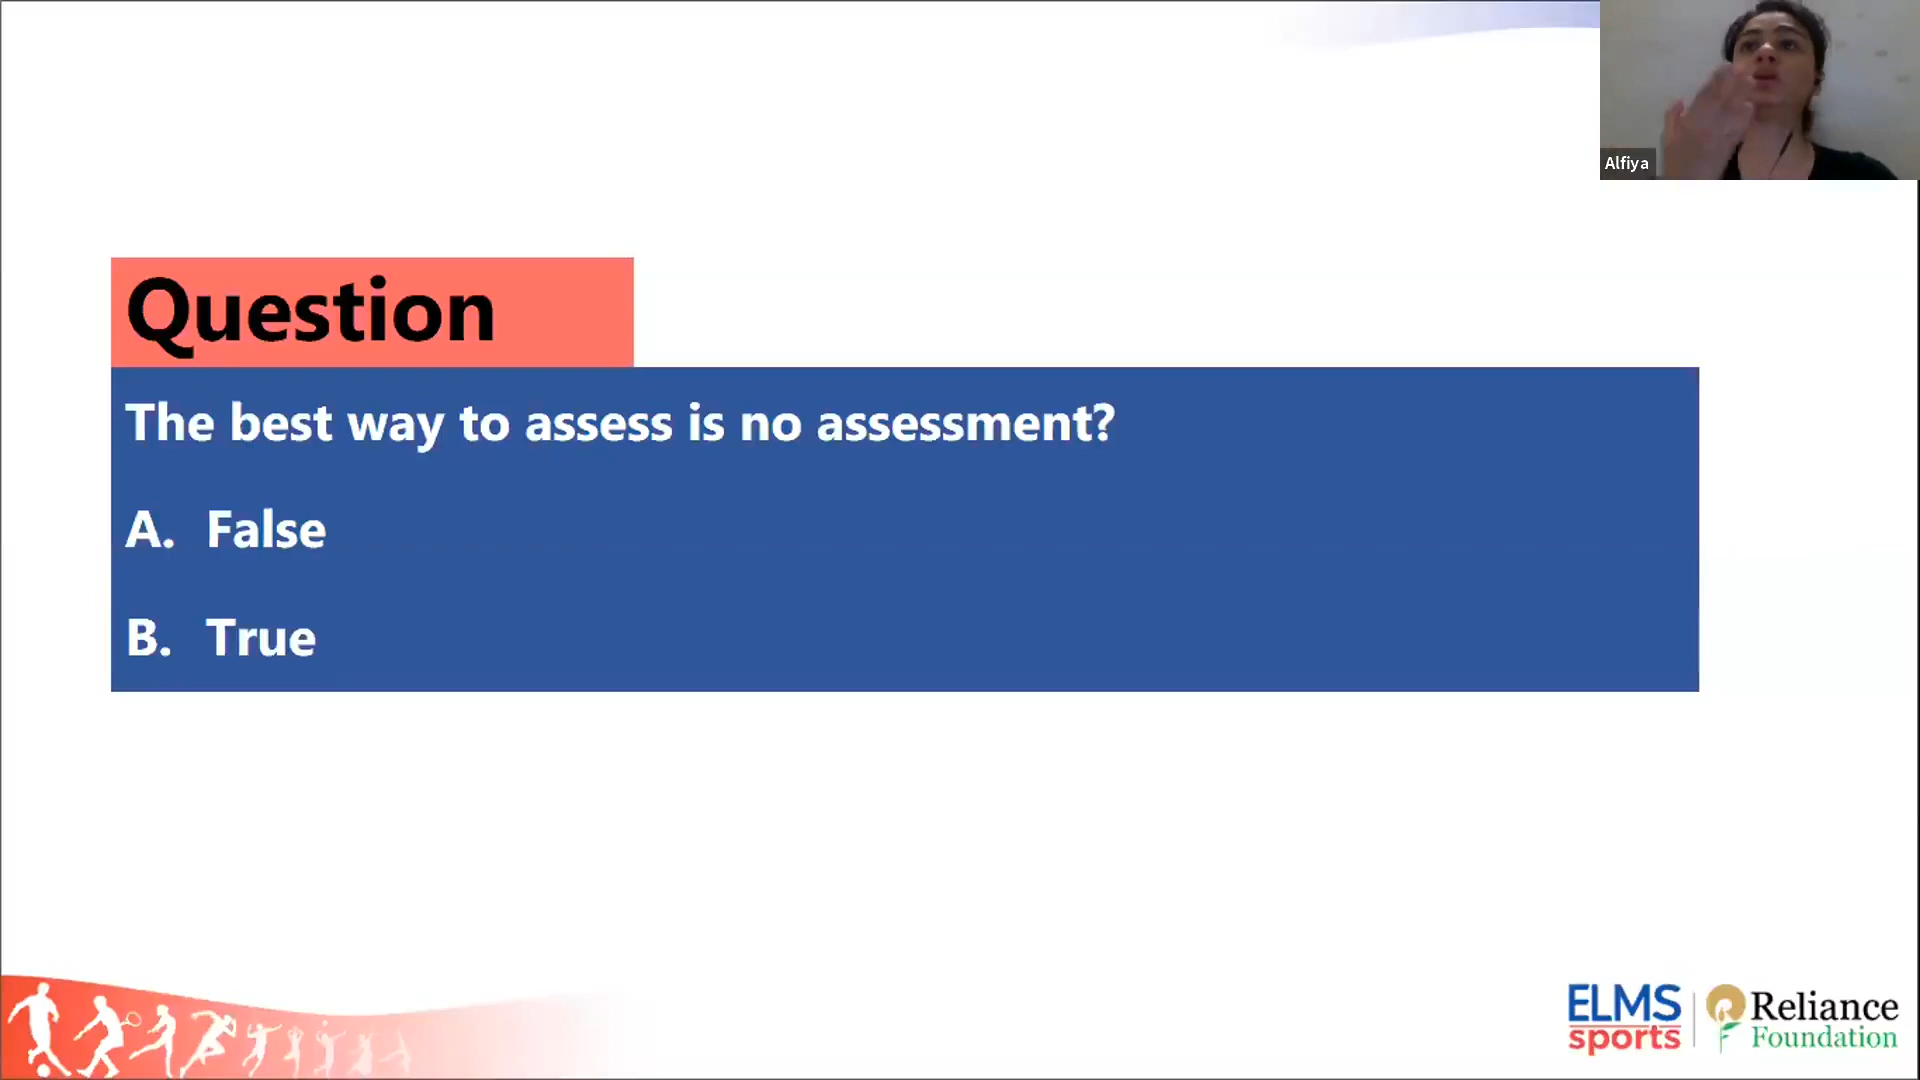 Alfiya
Question
The best way to assess is no assessment?
A. False
B. True
ELMS
sports
Reliance
Foundation